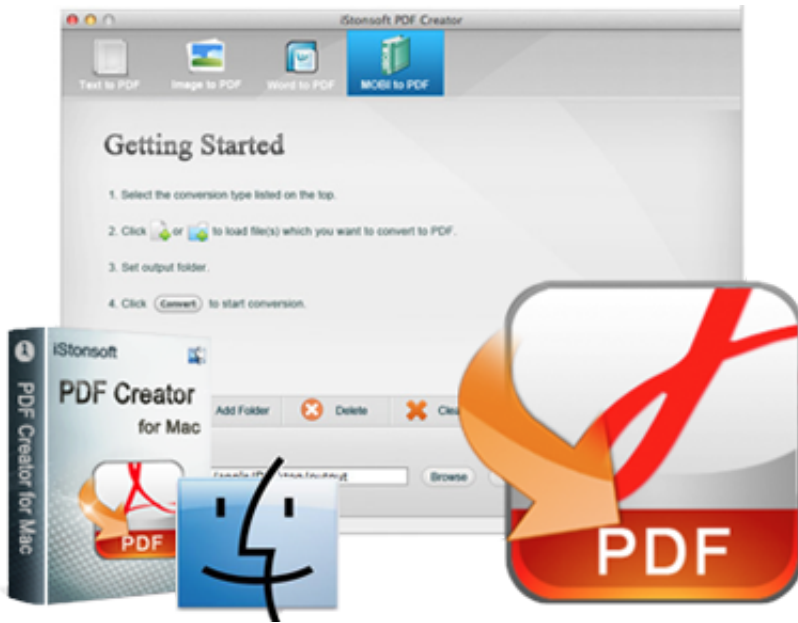 iStonsoft PDF Creator
Text to PDF
Image to PDF
Word to PDF
MOBI to PDF
Getting Started
1. Select the conversion type listed on the top.
2. Click or to load file(s) which you want to convert to PDF.
3. Set output folder.
4. Click Convert to start conversion.
Add Folder
Delete
Browse
iStonsoft
PDF Creator
for Mac
PDF
PDF Creator for Mac
PDF